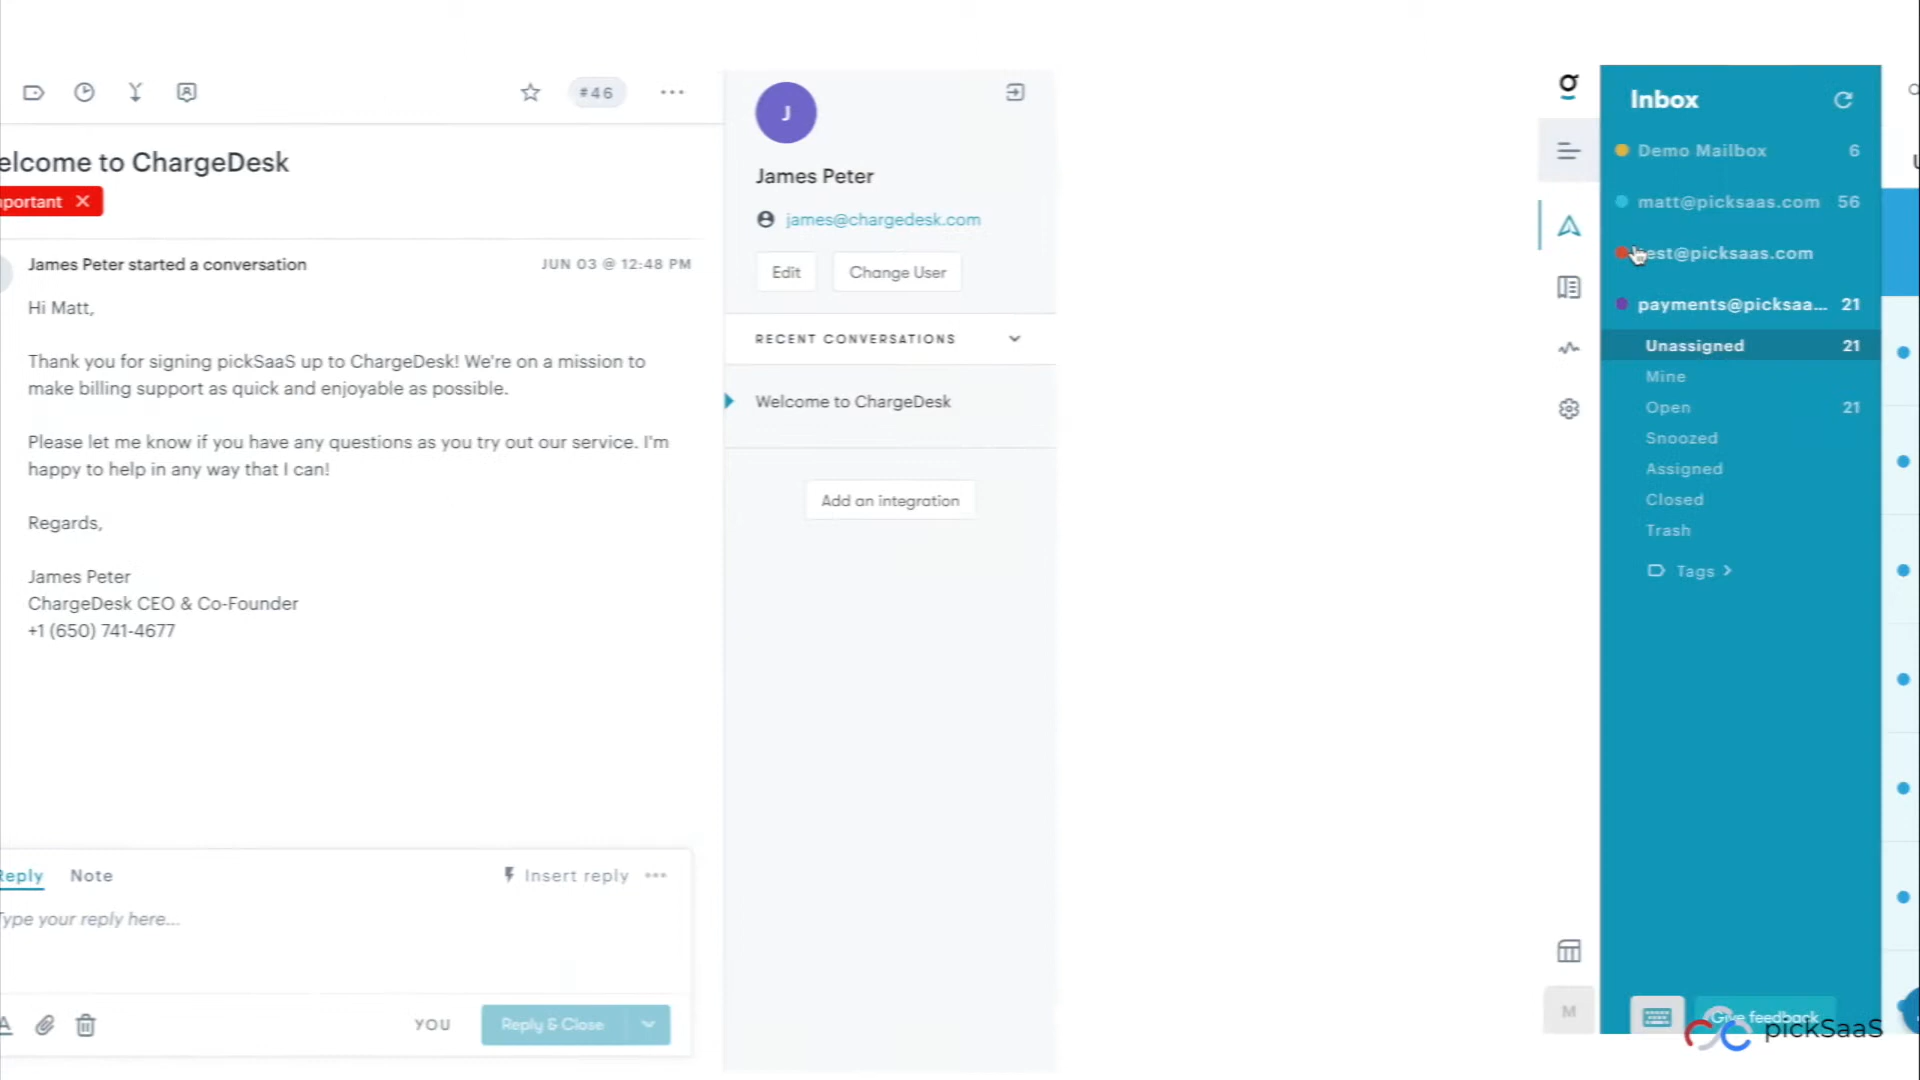 #46
elcome to ChargeDesk
portant
James Peter started a conversation
JUN 03 @ 12:48 PM
Hi Matt,
Thank you for signing pickSaaS up to ChargeDesk! We're on a mission to
make billing support as quick and enjoyable as possible.
Please let me know if you have any questions as you try out our service. I'm
happy to help in any way that I can!
Regards,
James Peter
ChargeDesk CEO & Co-Founder
+1 (650) 741-4677
Reply
Note
Insert reply
Type your reply here...
YOU
Reply & Close
J
James Peter
james@chargedesk.com
Edit
Change User
RECENT CONVERSATIONS
Welcome to ChargeDesk
Add an integration
g
M
Inbox
Demo Mailbox 6
matt@picksaas.com 56
est@picksaas.com
payments@picksaa... 21
Unassigned 21
Mine
Open 21
Snoozed
Assigned
Closed
Trash
Tags
Give feedback
pickSaaS